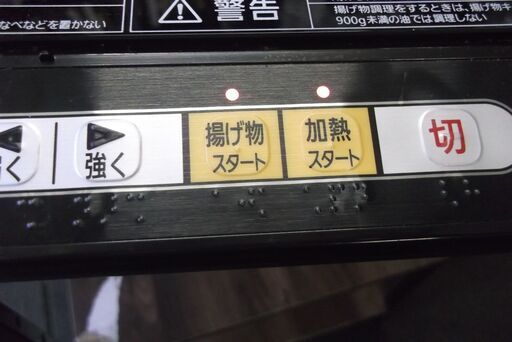 なべなどを置かない
警告
揚げ物調理をするときは、揚げ物キ
900g未満の油では調理しない
く
強く
揚げ物
スタート
加熱
スタート
切